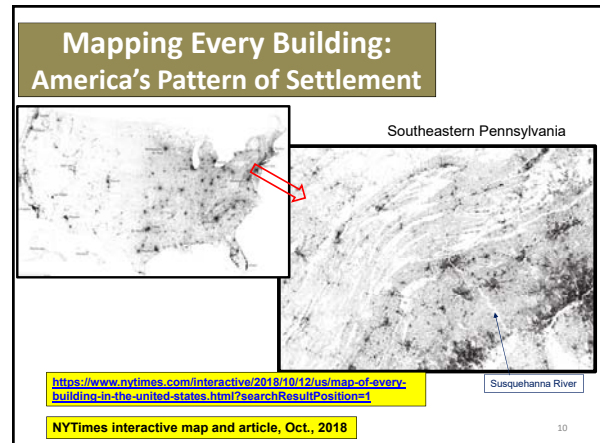 Mapping Every Building:
America's Pattern of Settlement
Southeastern Pennsylvania
Susquehanna River
https://www.nytimes.com/interactive/2018/10/12/us/map-of-every-
building-in-the-united-states.html?searchResultPosition=1
NYTimes interactive map and article, Oct., 2018
10